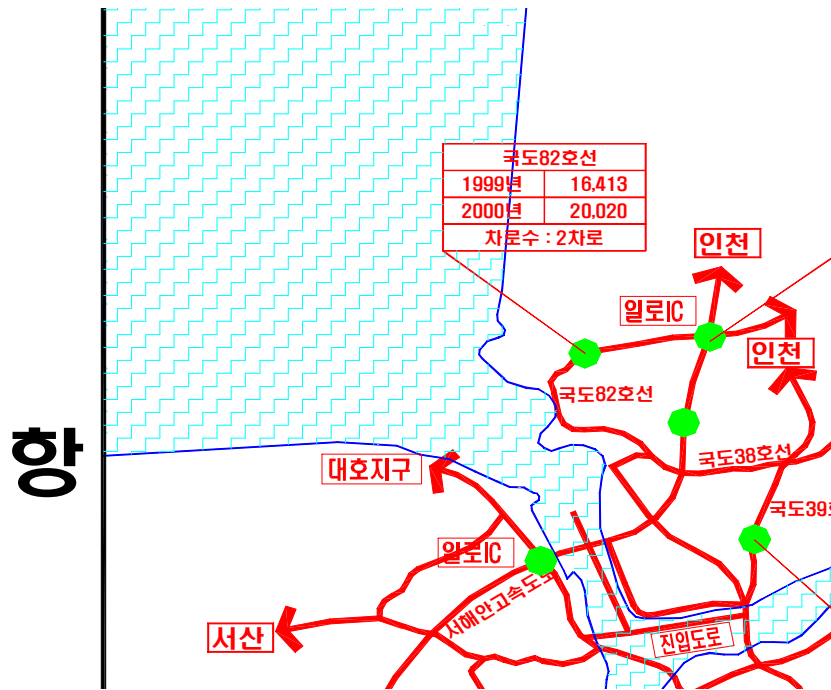 국도82호선
1999년 16,413
2000년 20,020
차로수 : 2차로
인천
일로IC
인천
국도82호선
항
국도38호선
대호지구
국도39
일로IC
서해안고속도로
서산
진입도로